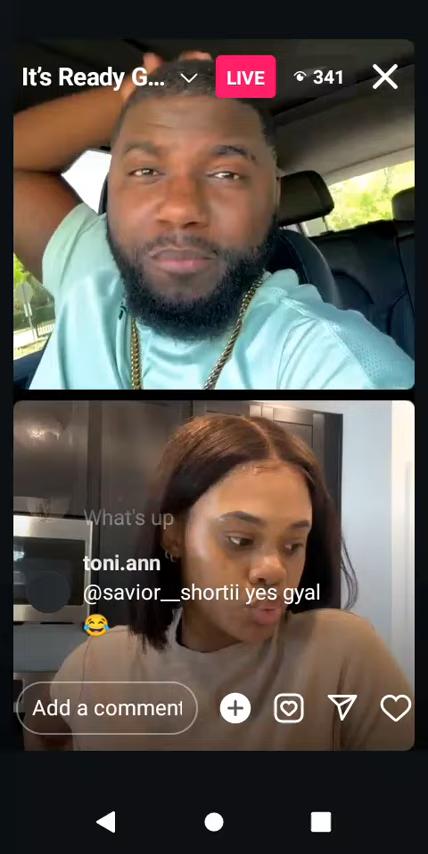 It's Ready G... LIVE 341
What's up
toni.ann
@savior__shortii yes gyal
😂
Add a comment